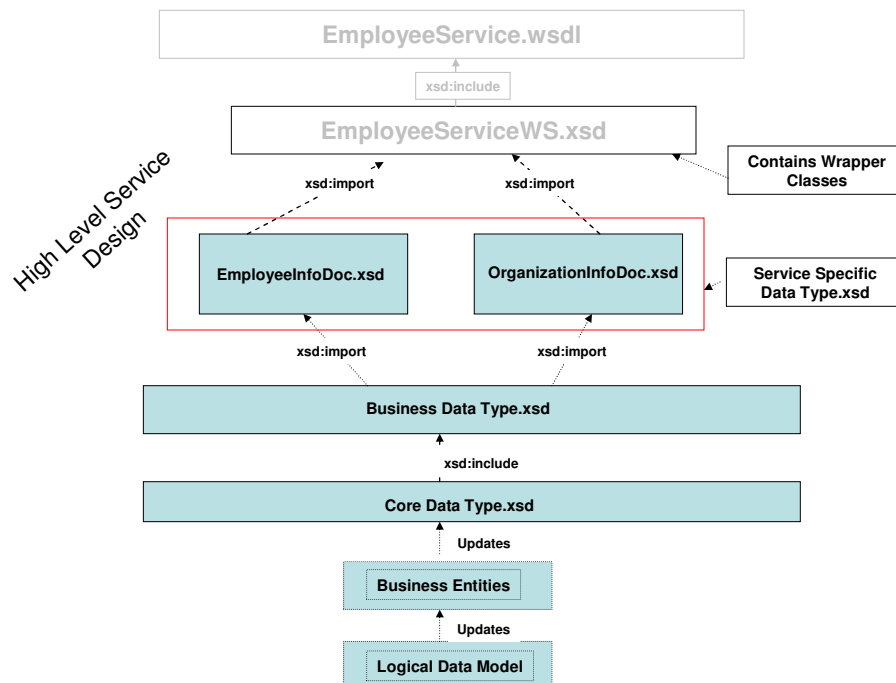 EmployeeService.wsdl
xsd:include
EmployeeServiceWS.xsd
Contains Wrapper
Classes
xsd:import
xsd:import
High Level Service
Design
EmployeeInfoDoc.xsd
OrganizationInfoDoc.xsd
Service Specific
Data Type.xsd
xsd:import
xsd:import
Business Data Type.xsd
xsd:include
Core Data Type.xsd
Updates
Business Entities
Updates
Logical Data Model